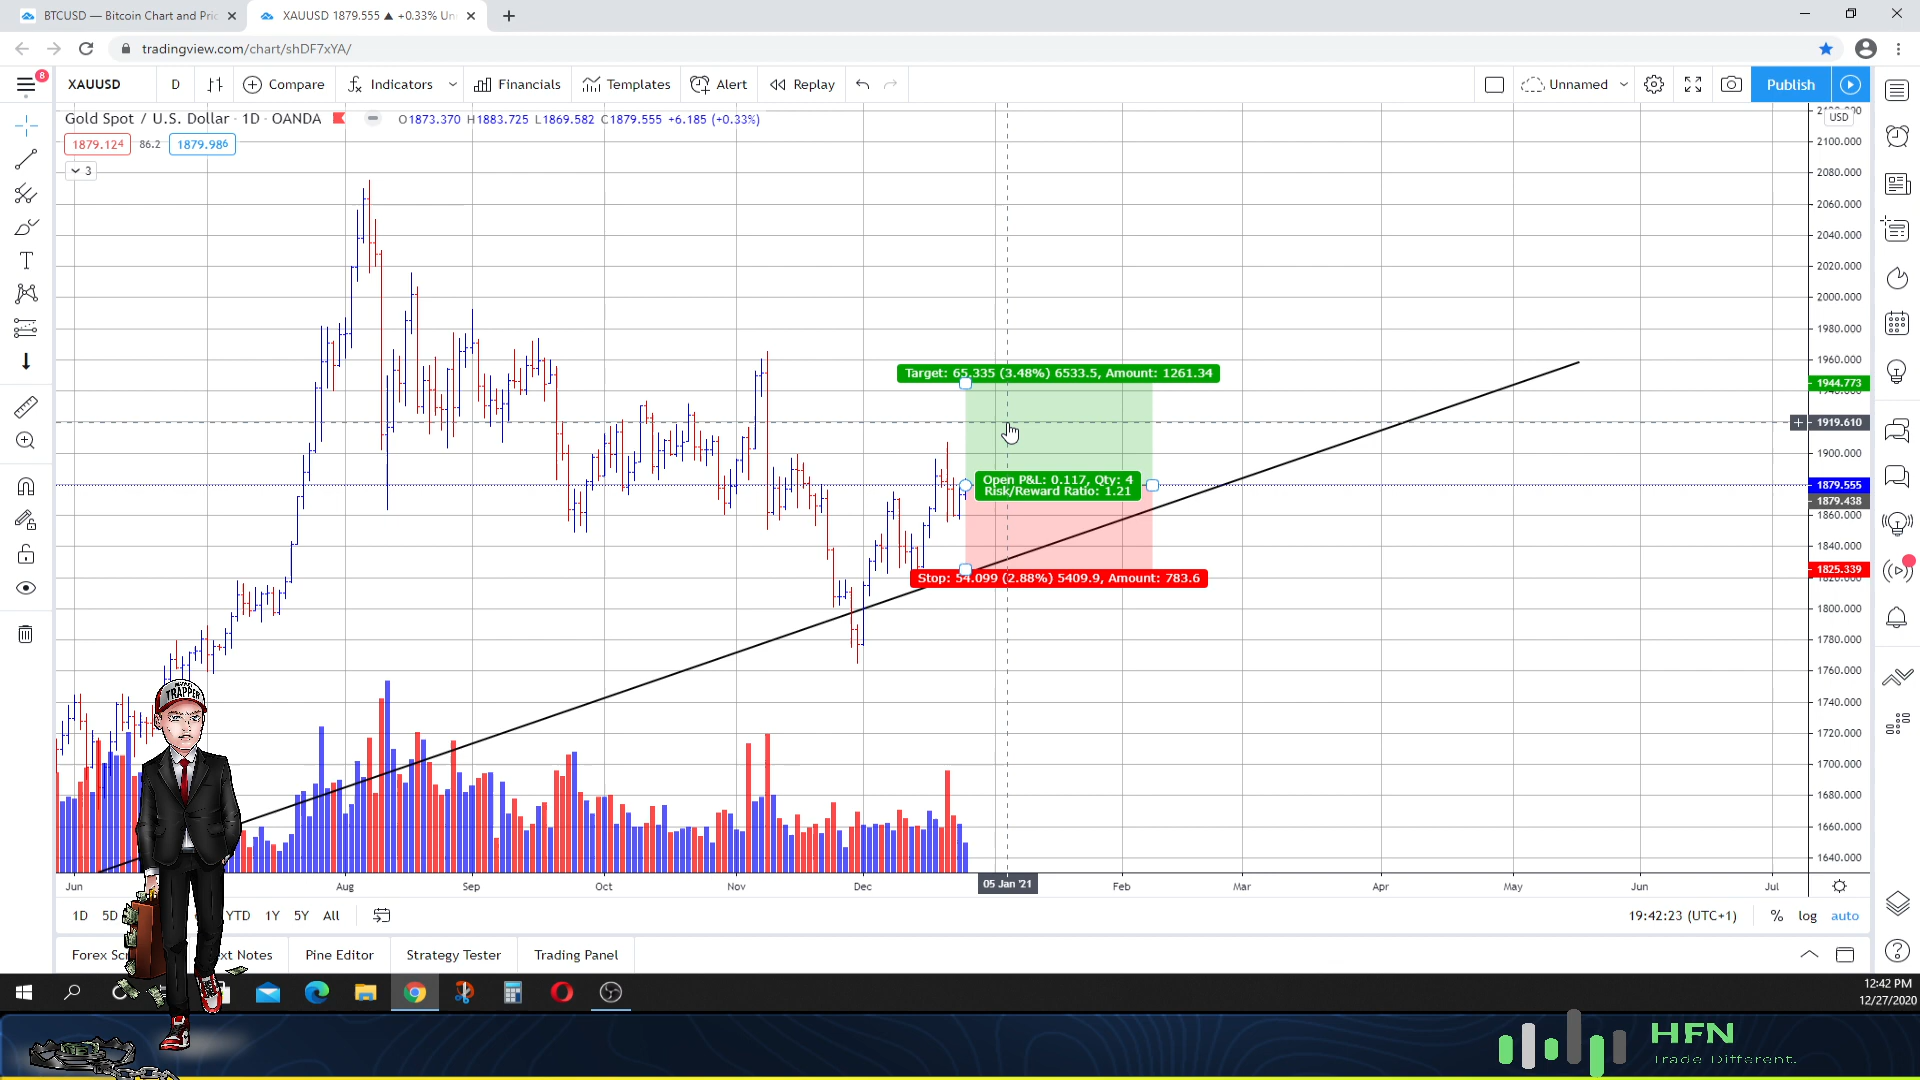 BTCUSD — Bitcoin Chart and Pric
XAUUSD 1879.555 ▲ +0.33% Unn
tradingview.com/chart/shDF7xYA/
8
XAUUSD
D
Compare
Indicators
Financials
Templates
Alert
Replay
Unnamed
Publish
Gold Spot / U.S. Dollar · 1D · OANDA
O1873.370 H1883.725 L1869.582 C1879.555 +6.185 (+0.33%)
1879.124
86.2
1879.986
3
USD
2100.000
2080.000
2060.000
2040.000
2020.000
2000.000
1980.000
1960.000
1944.773
1919.610
1900.000
1879.555
1879.438
1860.000
1840.000
1825.339
1800.000
1780.000
1760.000
1740.000
1720.000
1700.000
1680.000
1660.000
1640.000
Target: 65.335 (3.48%) 6533.5, Amount: 1261.34
Open P&L: 0.117, Qty: 4
Risk/Reward Ratio: 1.21
Stop: 54.099 (2.88%) 5409.9, Amount: 783.6
TRAPPER
Jun
Aug
Sep
Oct
Nov
Dec
05 Jan '21
Feb
Mar
Apr
May
Jun
Jul
1D
5D
YTD
1Y
5Y
All
19:42:23 (UTC+1)
%
log
auto
Forex Sc
xt Notes
Pine Editor
Strategy Tester
Trading Panel
12:42 PM
12/27/2020
HFN
Trade Different.